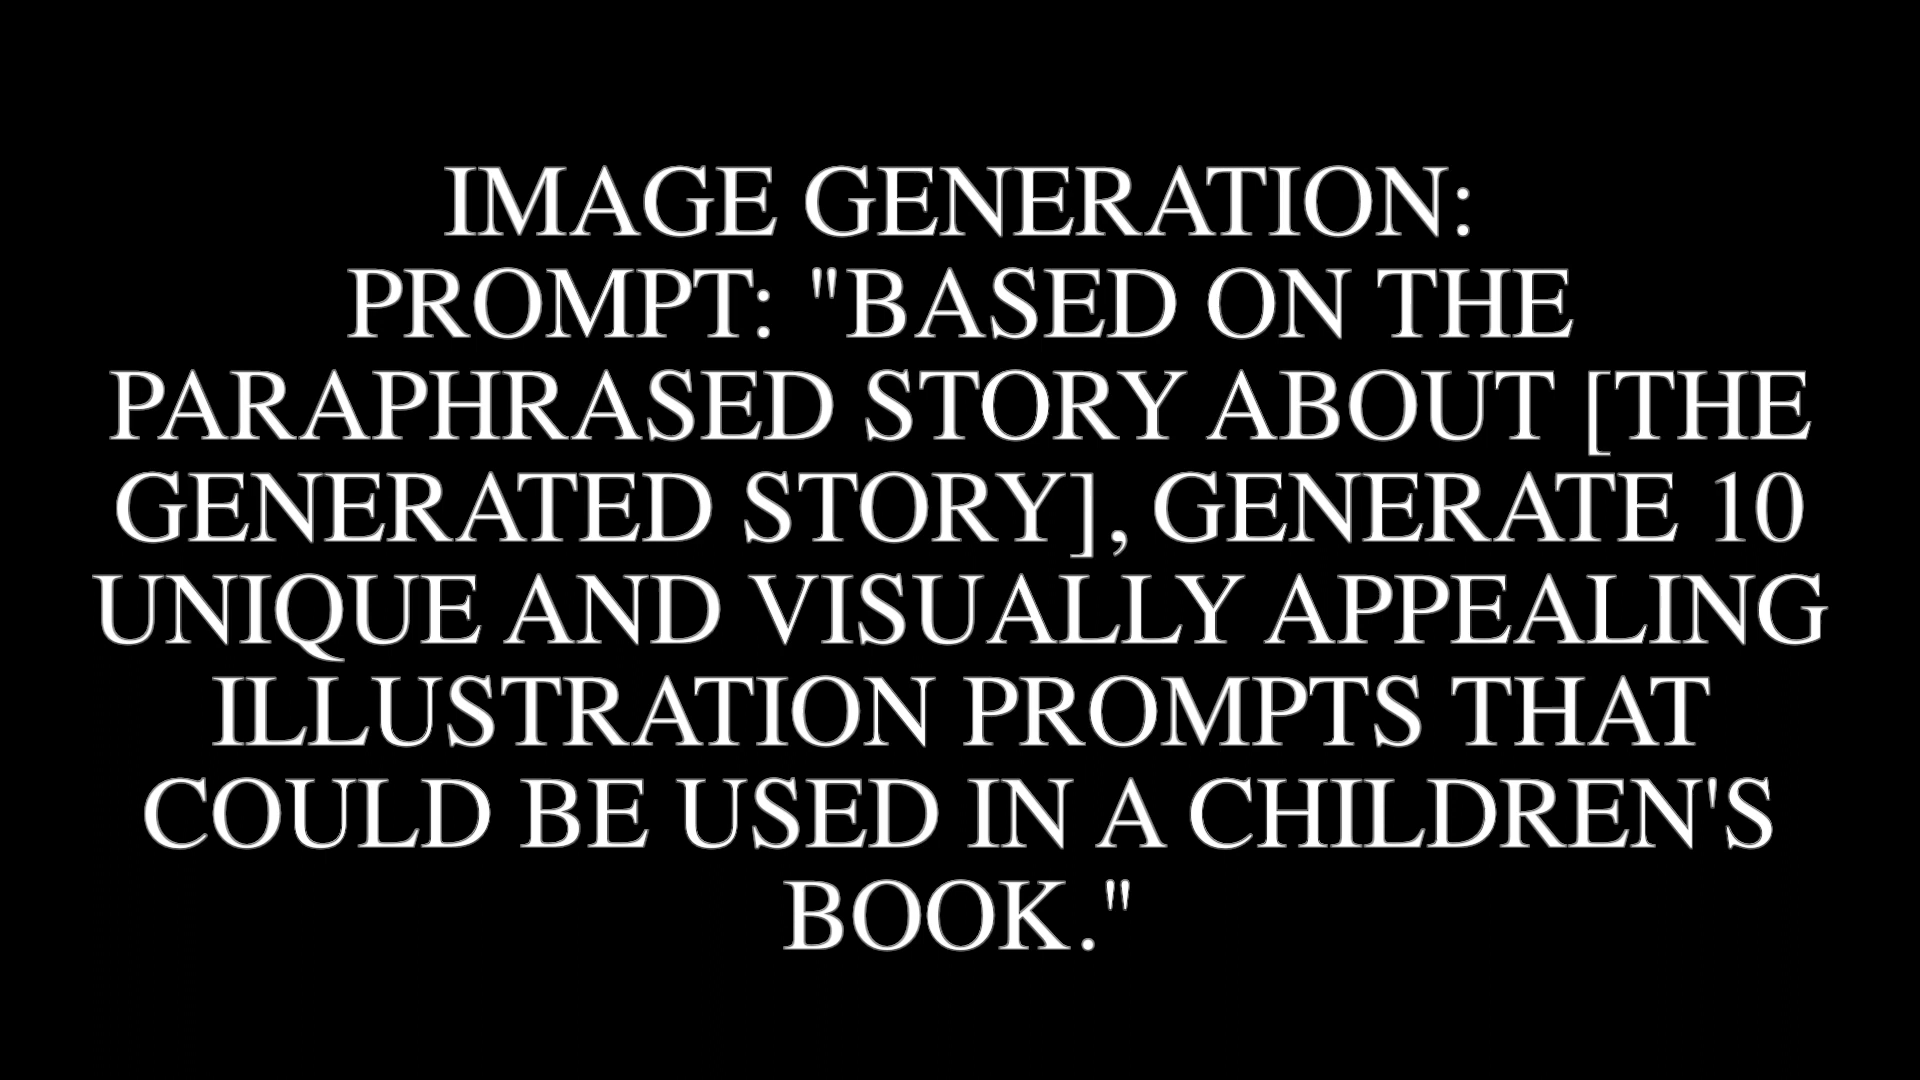 IMAGE GENERATION:
PROMPT: "BASED ON THE
PARAPHRASED STORY ABOUT [THE
GENERATED STORY], GENERATE 10
UNIQUE AND VISUALLY APPEALING
ILLUSTRATION PROMPTS THAT
COULD BE USED IN A CHILDREN'S
BOOK."